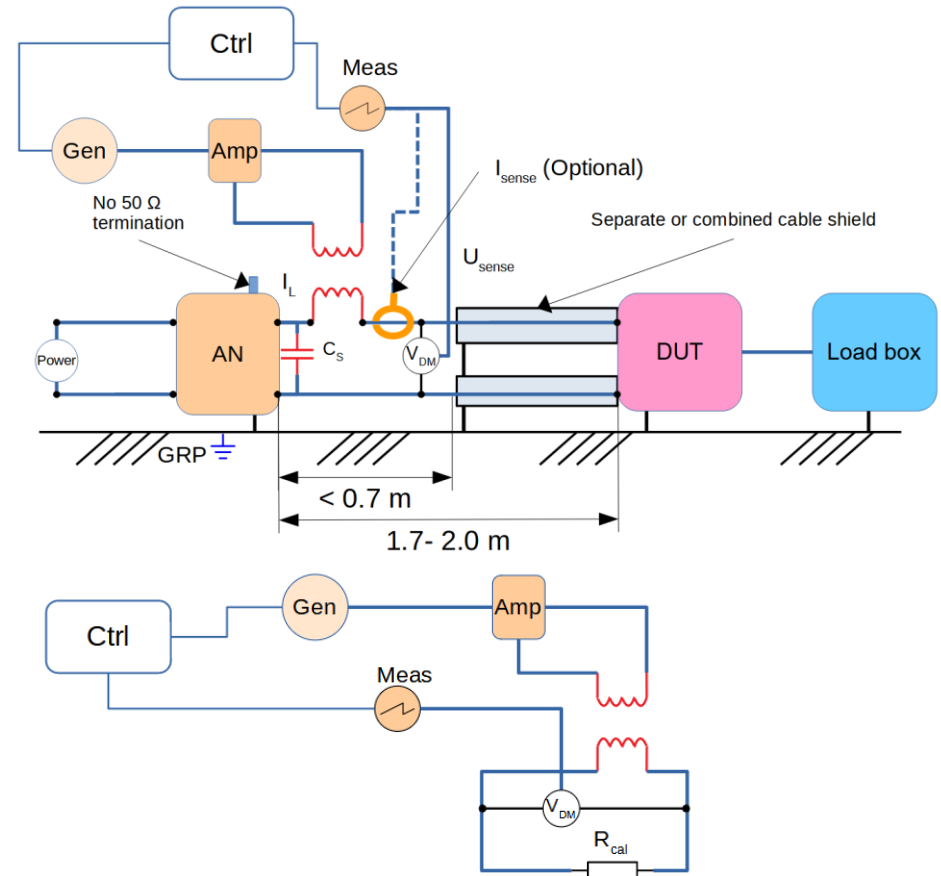 Ctrl
Meas
Gen
Amp
I_sense (Optional)
No 50 Ω
termination
Separate or combined cable shield
U_sense
I_L
Power
AN
C_S
V_DM
DUT
Load box
GRP
< 0.7 m
1.7- 2.0 m
Gen
Amp
Ctrl
Meas
V_DM
R_cal